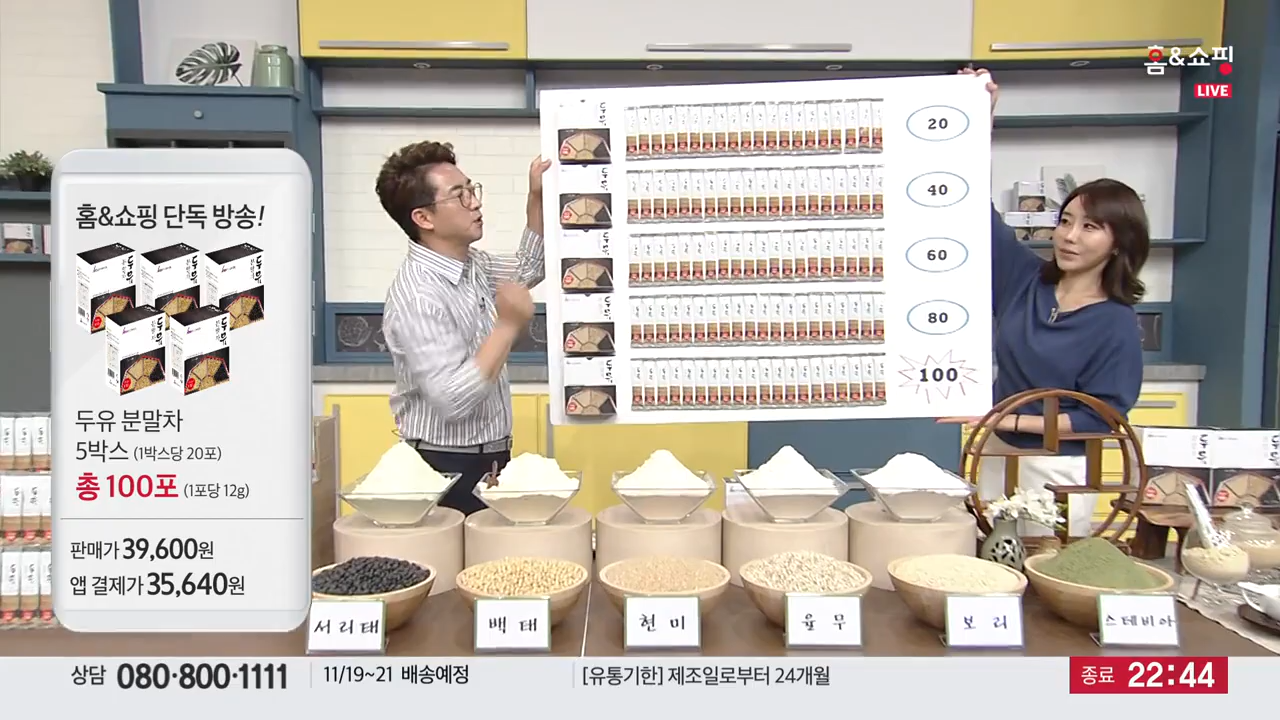 홈&쇼핑
LIVE
홈&쇼핑 단독 방송!
두유 분말차
5박스 (1박스당 20포)
총 100포 (1포당 12g)
판매가 39,600원
앱 결제가 35,640원
20
40
60
80
100
서리태
백태
현미
율무
보리
스테비아
상담 080·800·1111
11/19~21 배송예정
[유통기한] 제조일로부터 24개월
종료 22:44